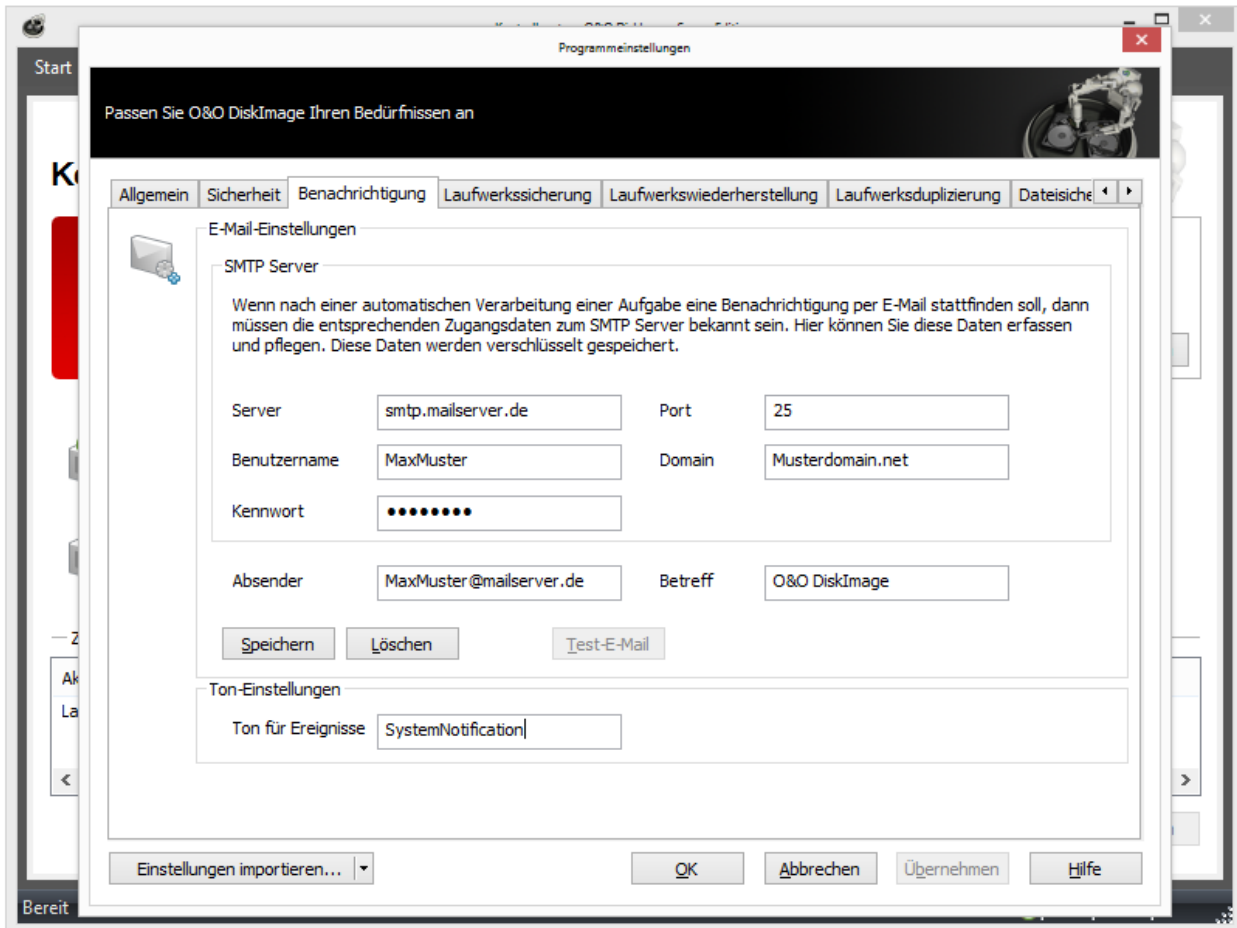 Programmeinstellungen
Start
Passen Sie O&O DiskImage Ihren Bedürfnissen an
Allgemein Sicherheit Benachrichtigung Laufwerkssicherung Laufwerkswiederherstellung Laufwerksduplizierung Dateisiche
E-Mail-Einstellungen
SMTP Server
Wenn nach einer automatischen Verarbeitung einer Aufgabe eine Benachrichtigung per E-Mail stattfinden soll, dann
müssen die entsprechenden Zugangsdaten zum SMTP Server bekannt sein. Hier können Sie diese Daten erfassen
und pflegen. Diese Daten werden verschlüsselt gespeichert.
Server smtp.mailserver.de Port 25
Benutzername MaxMuster Domain Musterdomain.net
Kennwort ●●●●●●●●
Absender MaxMuster@mailserver.de Betreff O&O DiskImage
Speichern Löschen Test-E-Mail
Ton-Einstellungen
Ton für Ereignisse SystemNotification
Einstellungen importieren... OK Abbrechen Übernehmen Hilfe
Bereit